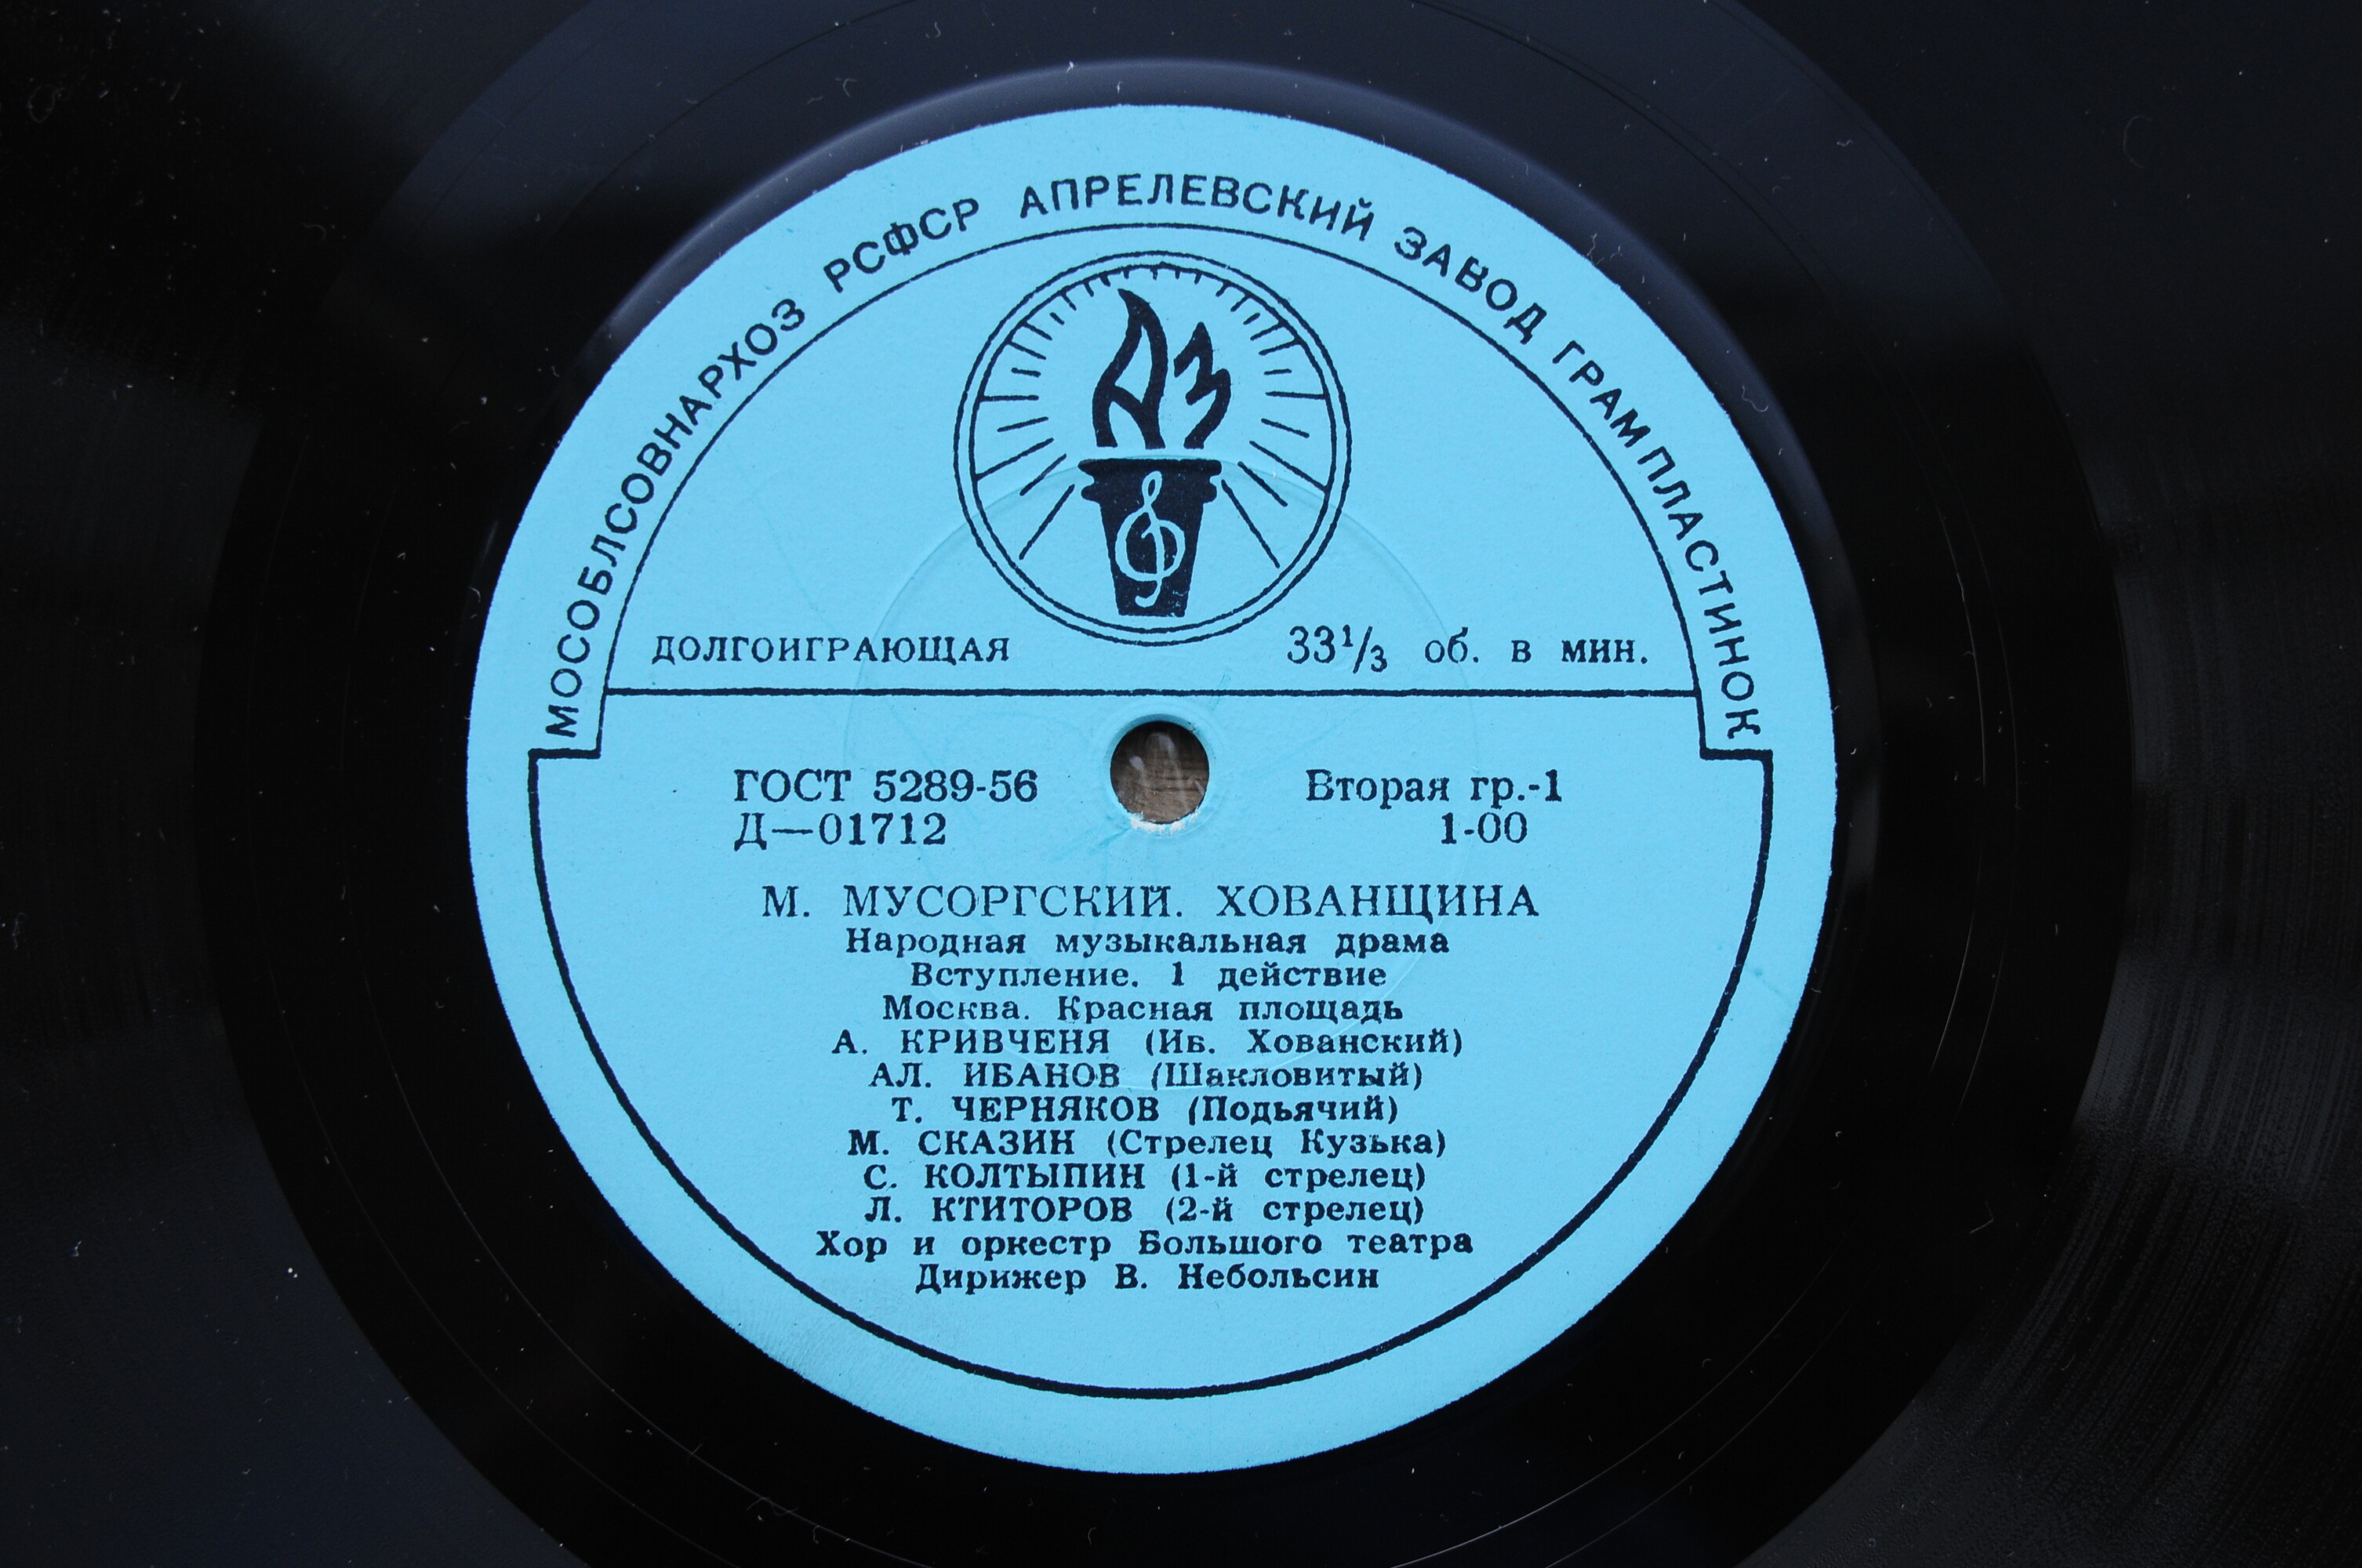 МОСОБЛСОВНАРХОЗ РСФСР АПРЕЛЕВСКИЙ ЗАВОД ГРАМПЛАСТИНОК
АЗ
ДОЛГОИГРАЮЩАЯ 33⅓ об. в мин.
ГОСТ 5289-56 Вторая гр.-1
Д—01712 1-00
М. МУСОРГСКИЙ. ХОВАНЩИНА
Народная музыкальная драма
Вступление. 1 действие
Москва. Красная площадь
А. КРИВЧЕНЯ (Ив. Хованский)
АЛ. ИВАНОВ (Шакловитый)
Т. ЧЕРНЯКОВ (Подьячий)
М. СКАЗИН (Стрелец Кузька)
С. КОЛТЫПИН (1-й стрелец)
Л. КТИТОРОВ (2-й стрелец)
Хор и оркестр Большого театра
Дирижер В. Небольсин